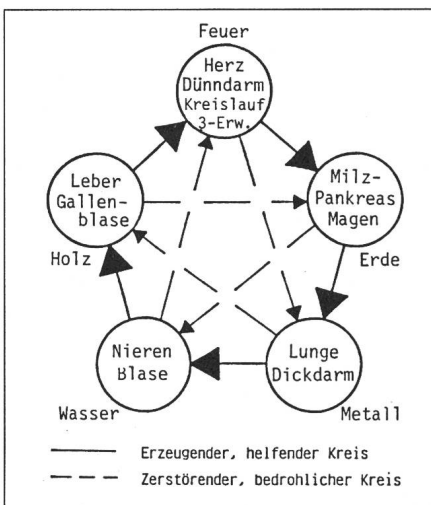 Feuer
Herz
Dünndarm
Kreislauf
3-Erw.
Leber
Gallen-
blase
Holz
Milz-
Pankreas
Magen
Erde
Nieren
Blase
Wasser
Lunge
Dickdarm
Metall
Erzeugender, helfender Kreis
Zerstörender, bedrohlicher Kreis